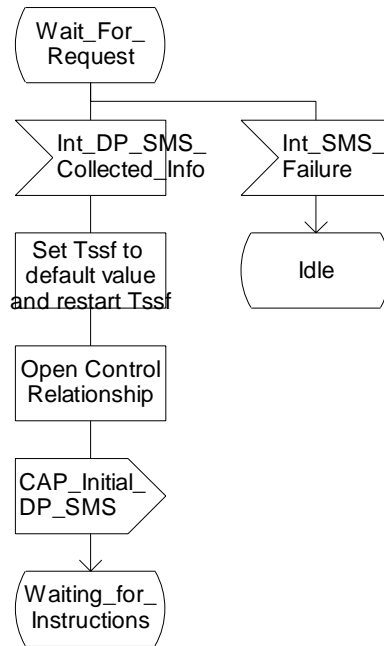 Wait_For_
Request
Int_DP_SMS_
Collected_Info
Int_SMS_
Failure
Set Tssf to
default value
and restart Tssf
Idle
Open Control
Relationship
CAP_Initial_
DP_SMS
Waiting_for_
Instructions